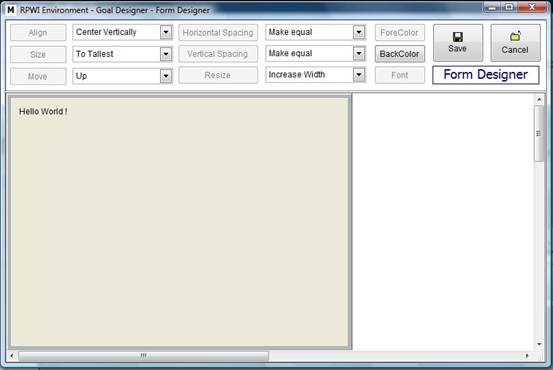 RPWI Environment - Goal Designer - Form Designer
Align Center Vertically Horizontal Spacing Make equal ForeColor Save Cancel
Size To Tallest Vertical Spacing Make equal BackColor
Move Up Resize Increase Width Font Form Designer
Hello World !